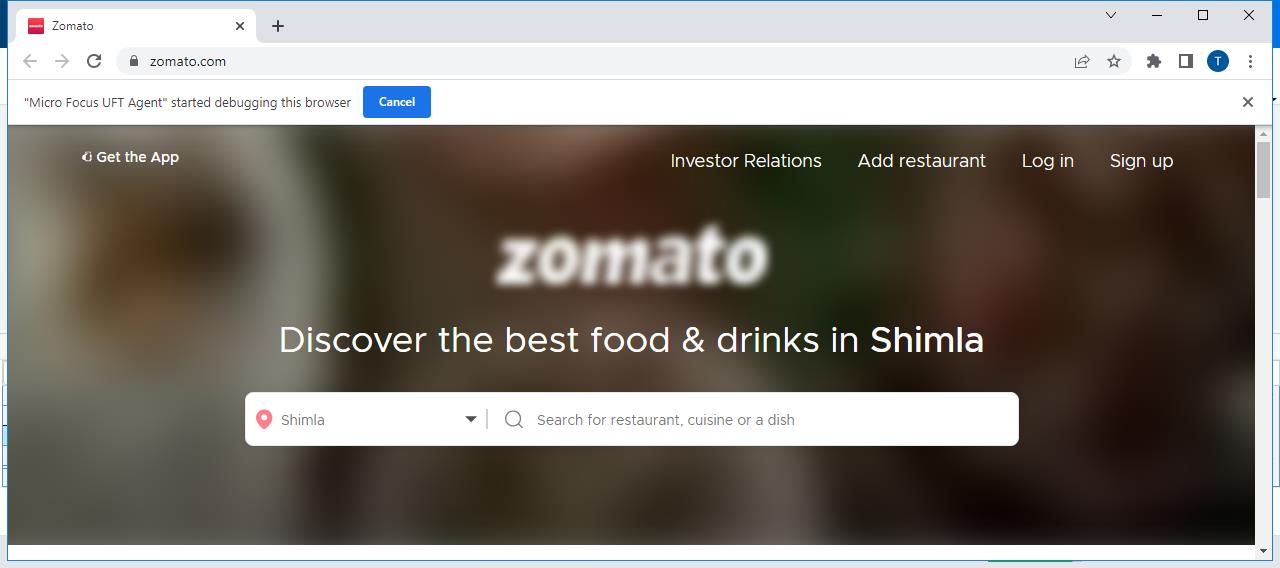 Zomato
zomato.com
T
"Micro Focus UFT Agent" started debugging this browser
Cancel
Get the App
Investor Relations
Add restaurant
Log in
Sign up
zomato
Discover the best food & drinks in Shimla
Shimla
Search for restaurant, cuisine or a dish